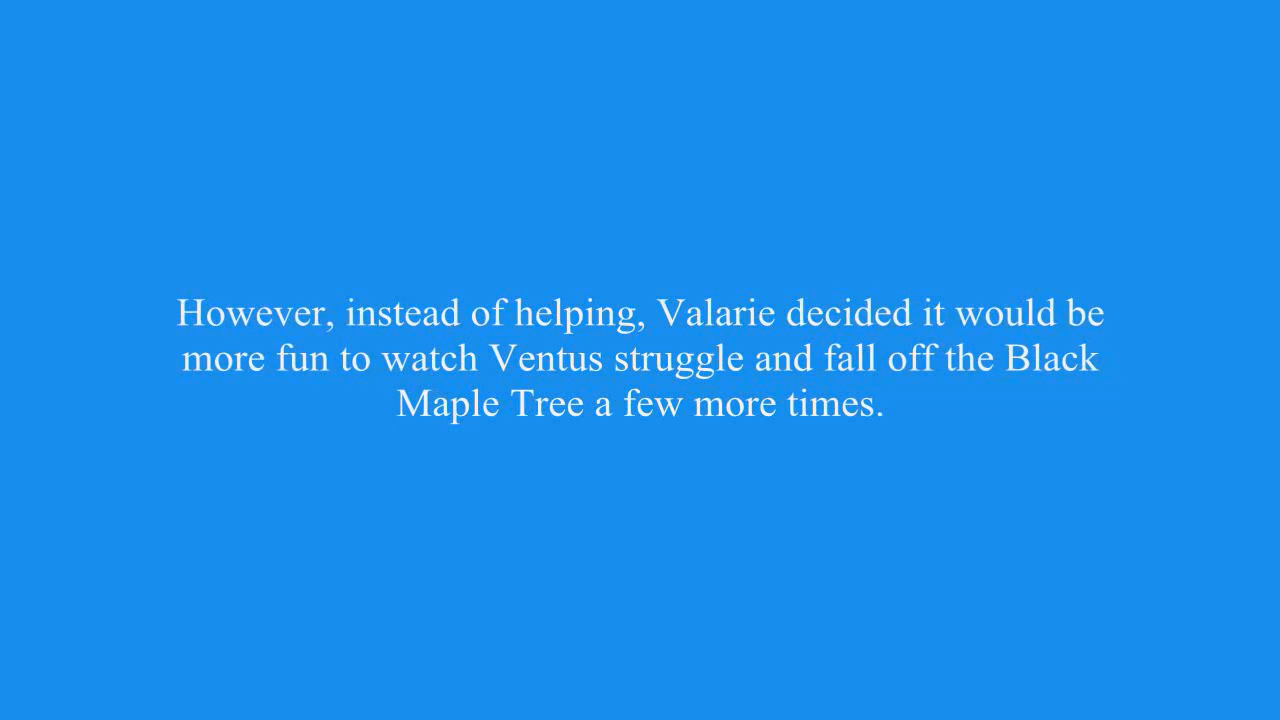 However, instead of helping, Valarie decided it would be
more fun to watch Ventus struggle and fall off the Black
Maple Tree a few more times.